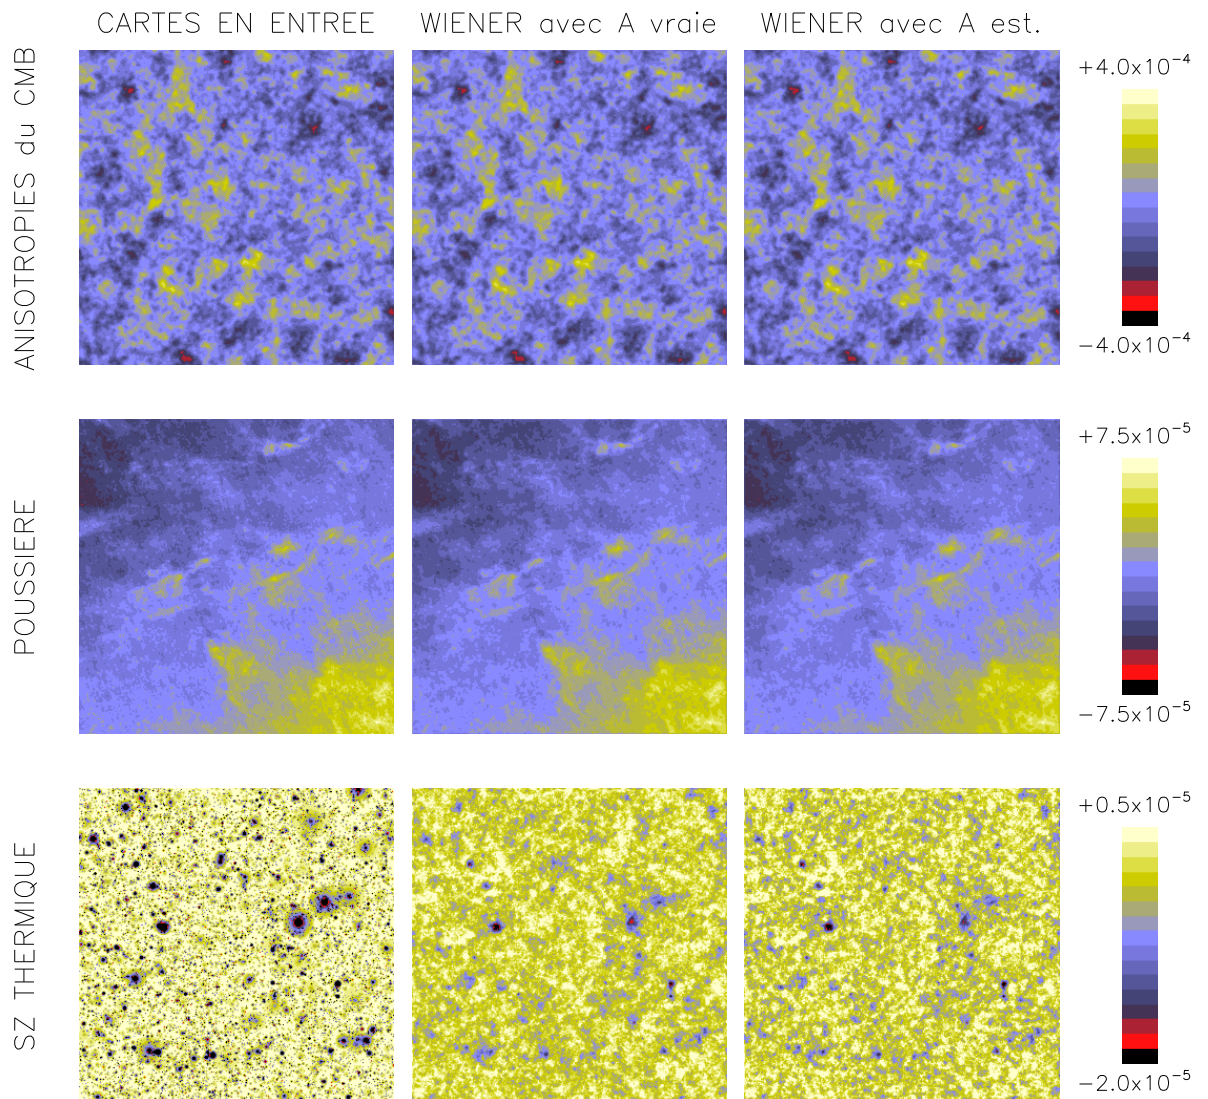 CARTES EN ENTREE
WIENER avec A vraie
WIENER avec A est.
ANISOTROPIES du CMB
+4.0x10⁻⁴
−4.0x10⁻⁴
POUSSIERE
+7.5x10⁻⁵
−7.5x10⁻⁵
SZ THERMIQUE
+0.5x10⁻⁵
−2.0x10⁻⁵